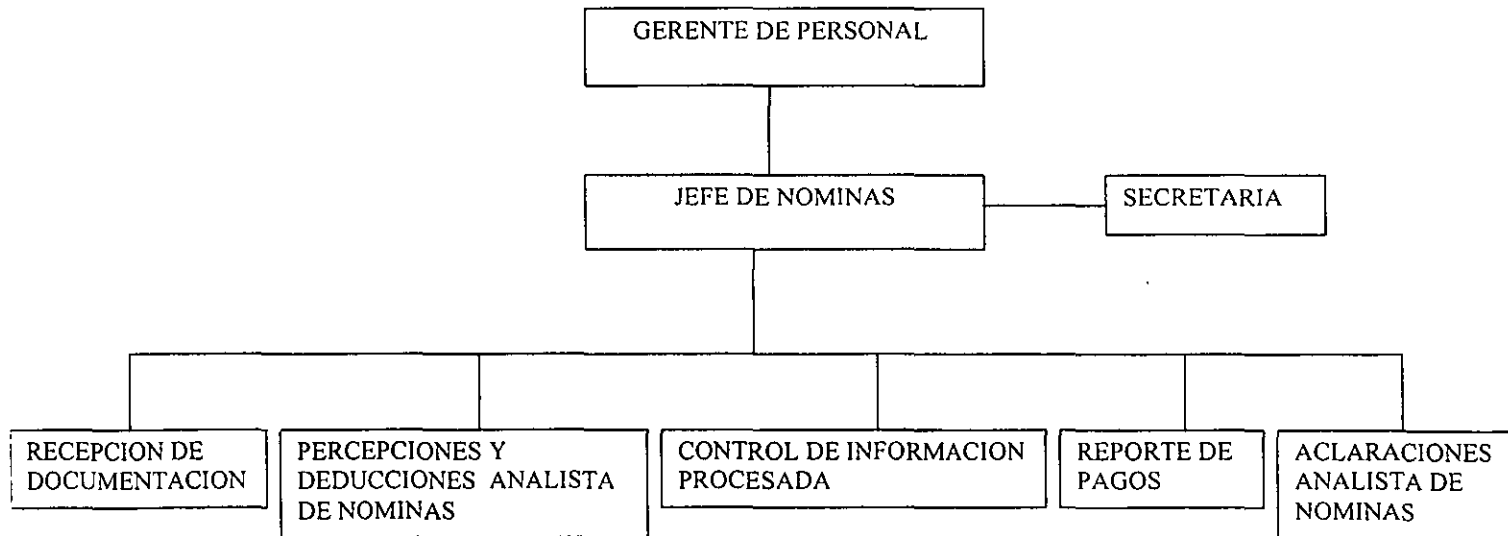 GERENTE DE PERSONAL
JEFE DE NOMINAS
SECRETARIA
RECEPCION DE
DOCUMENTACION
PERCEPCIONES Y
DEDUCCIONES ANALISTA
DE NOMINAS
CONTROL DE INFORMACION
PROCESADA
REPORTE DE
PAGOS
ACLARACIONES
ANALISTA DE
NOMINAS